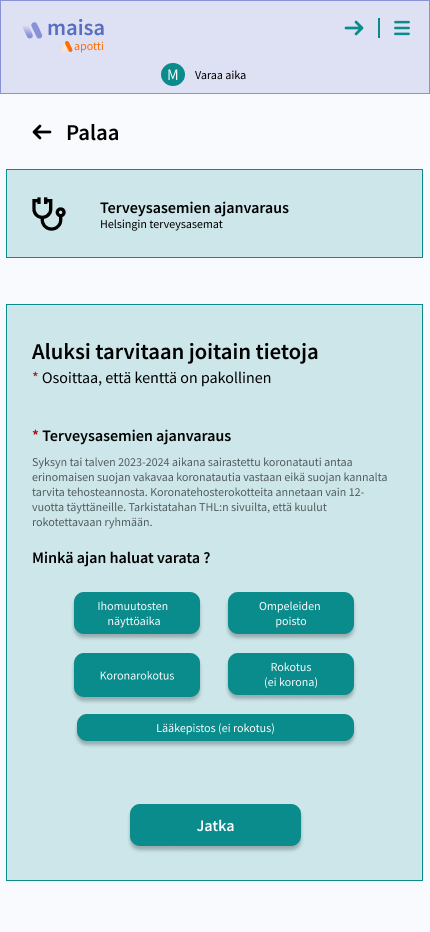 maisa
apotti
M Varaa aika
Palaa
Terveysasemien ajanvaraus
Helsingin terveysasemat
Aluksi tarvitaan joitain tietoja
* Osoittaa, että kenttä on pakollinen
* Terveysasemien ajanvaraus
Syksyn tai talven 2023-2024 aikana sairastettu koronatauti antaa
erinomaisen suojan vakavaa koronatautia vastaan eikä suojan kannalta
tarvita tehosteannosta. Koronatehosterokotteita annetaan vain 12-
vuotta täyttäneille. Tarkistatahan THL:n sivuilta, että kuulut
rokotettavaan ryhmään.
Minkä ajan haluat varata ?
Ihomuutosten
näyttöaika
Ompeleiden
poisto
Koronarokotus
Rokotus
(ei korona)
Lääkepistos (ei rokotus)
Jatka